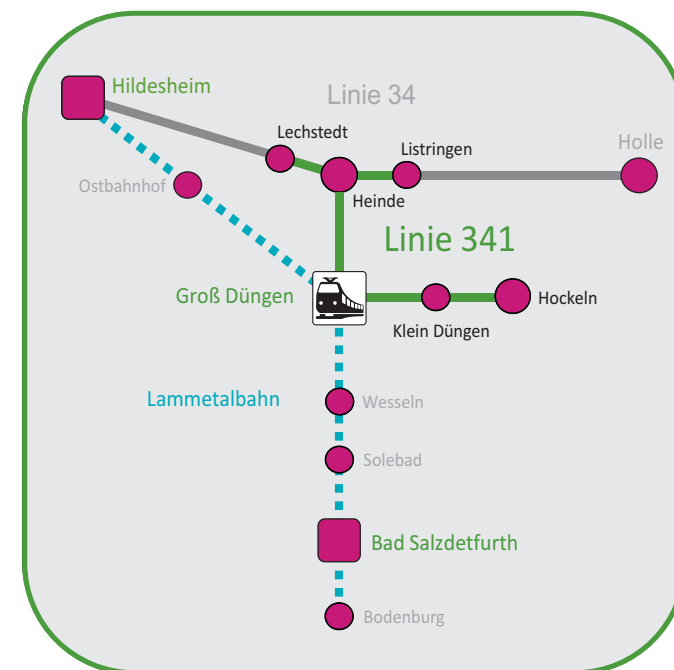 Hildesheim
Linie 34
Lechstedt
Listringen
Holle
Ostbahnhof
Heinde
Linie 341
Groß Düngen
Hockeln
Klein Düngen
Lammetalbahn
Wesseln
Solebad
Bad Salzdetfurth
Bodenburg